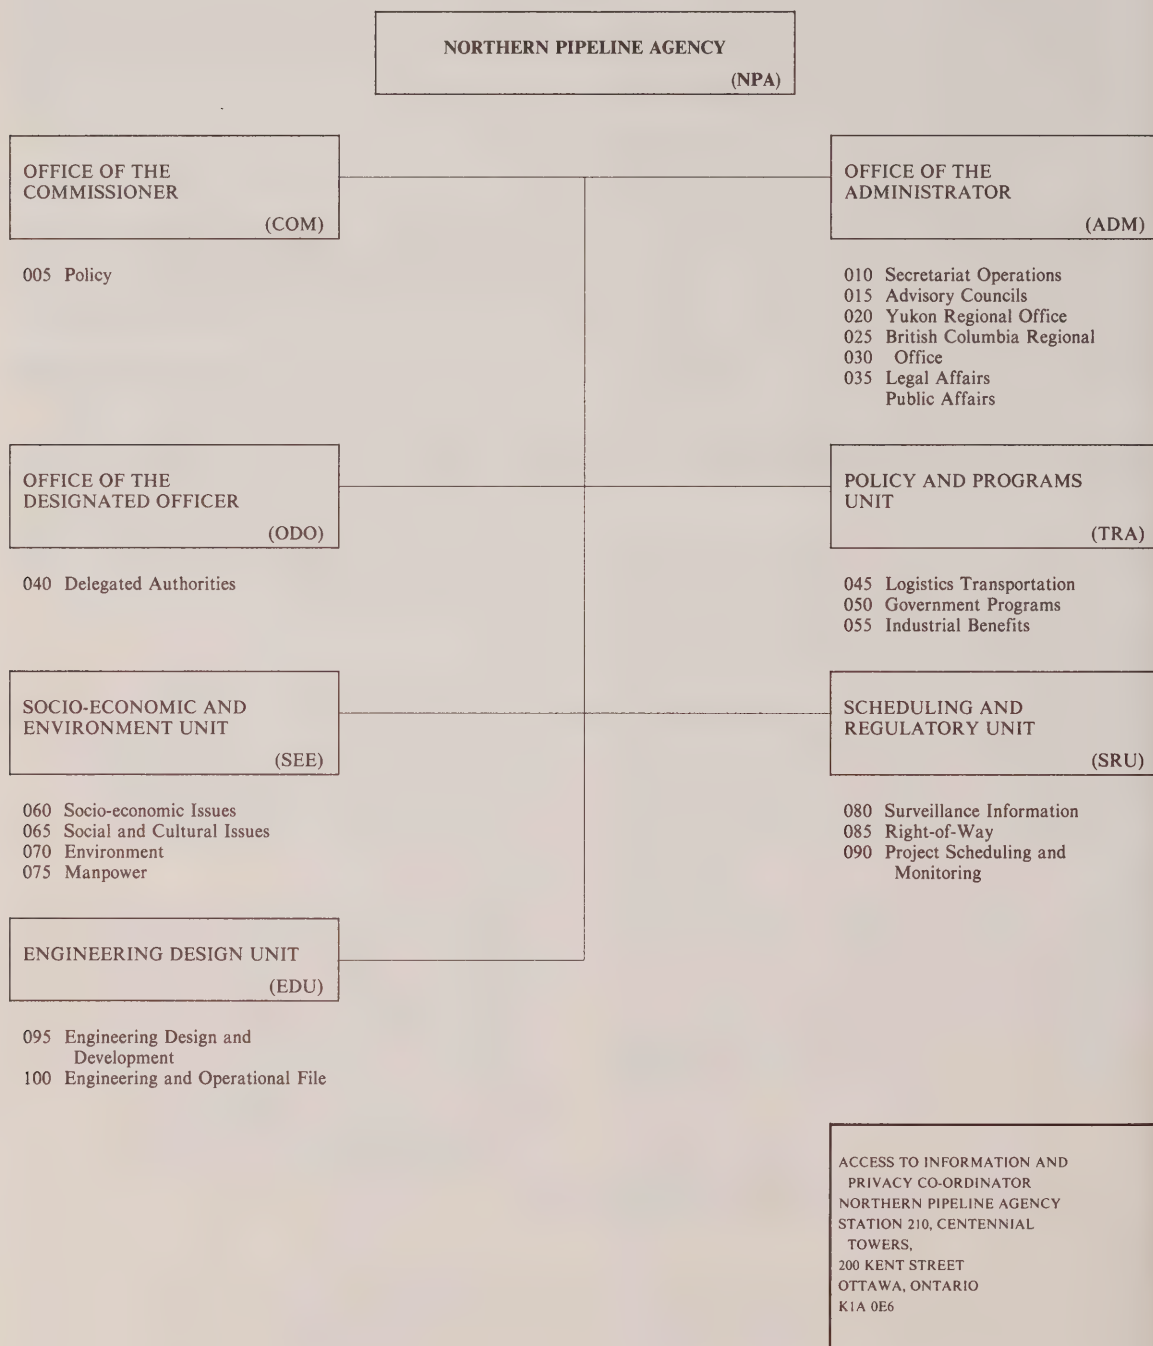 NORTHERN PIPELINE AGENCY
(NPA)
OFFICE OF THE
COMMISSIONER
(COM)
005 Policy
OFFICE OF THE
ADMINISTRATOR
(ADM)
010 Secretariat Operations
015 Advisory Councils
020 Yukon Regional Office
025 British Columbia Regional
030 Office
035 Legal Affairs
Public Affairs
OFFICE OF THE
DESIGNATED OFFICER
(ODO)
040 Delegated Authorities
POLICY AND PROGRAMS
UNIT
(TRA)
045 Logistics Transportation
050 Government Programs
055 Industrial Benefits
SOCIO-ECONOMIC AND
ENVIRONMENT UNIT
(SEE)
060 Socio-economic Issues
065 Social and Cultural Issues
070 Environment
075 Manpower
SCHEDULING AND
REGULATORY UNIT
(SRU)
080 Surveillance Information
085 Right-of-Way
090 Project Scheduling and
Monitoring
ENGINEERING DESIGN UNIT
(EDU)
095 Engineering Design and
Development
100 Engineering and Operational File
ACCESS TO INFORMATION AND
PRIVACY CO-ORDINATOR
NORTHERN PIPELINE AGENCY
STATION 210, CENTENNIAL
TOWERS,
200 KENT STREET
OTTAWA, ONTARIO
K1A 0E6